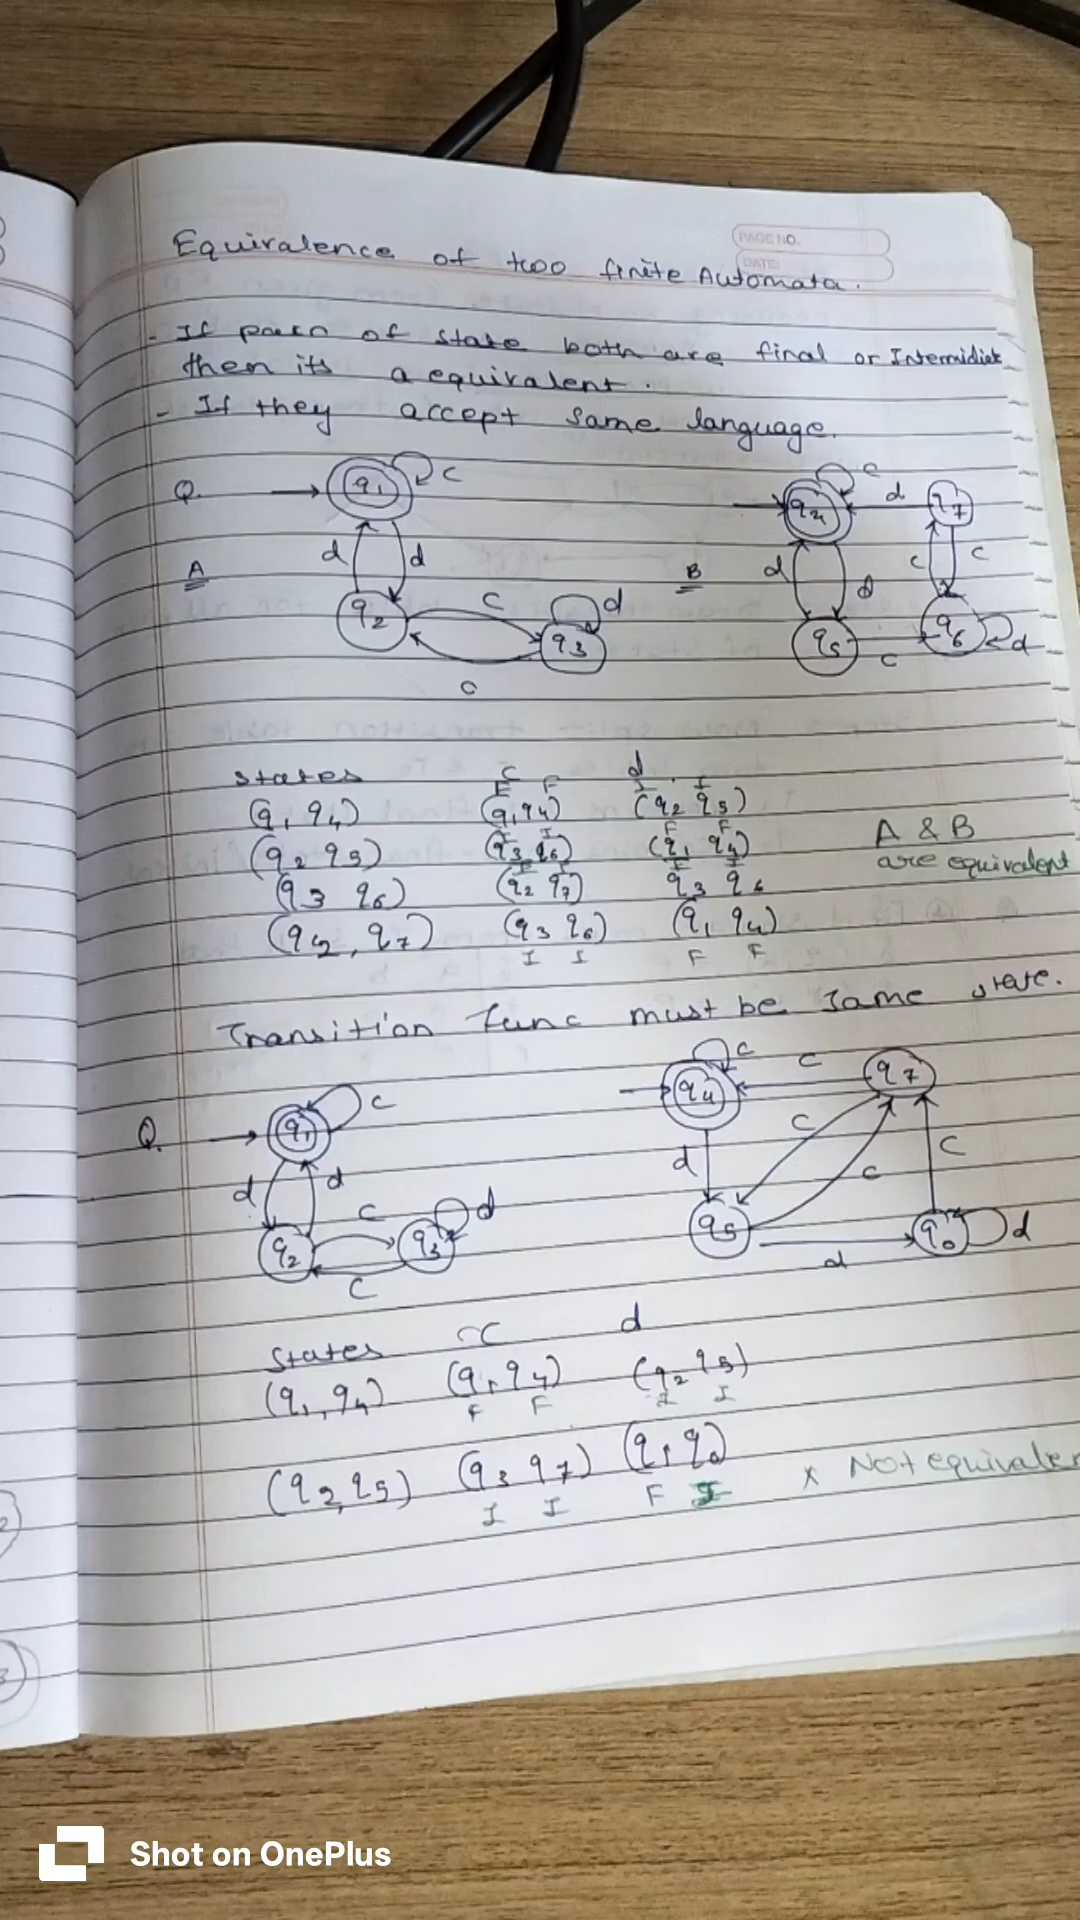 PAGE NO.
DATE:
Equivalence of two finite Automata.
- If pair of state both are final or Intermidiat
then its a equivalent.
- If they accept same language.
Q. q1 c q4 c d q7
A d d B d d c c
q2 c q3 d q5 c q6 d
c
states c d
(q1 q4) (q1 q4) (q2 q5)
(q2 q5) (q3 q6) (q1 q4) A & B
(q3 q6) (q2 q7) q3 q6 are equivalent
(q2, q7) (q3 q6) (q1 q4)
I I F F
Transition func must be same state.
Q. q1 c q4 c c q7
d d c d c c
q2 c q3 d q5 d q6 d
c
states c d
(q1, q4) (q1, q4) (q2 q5)
F F I I
(q2, q5) (q3 q7) (q1 q6) x Not equivalen
I I F I
Shot on OnePlus